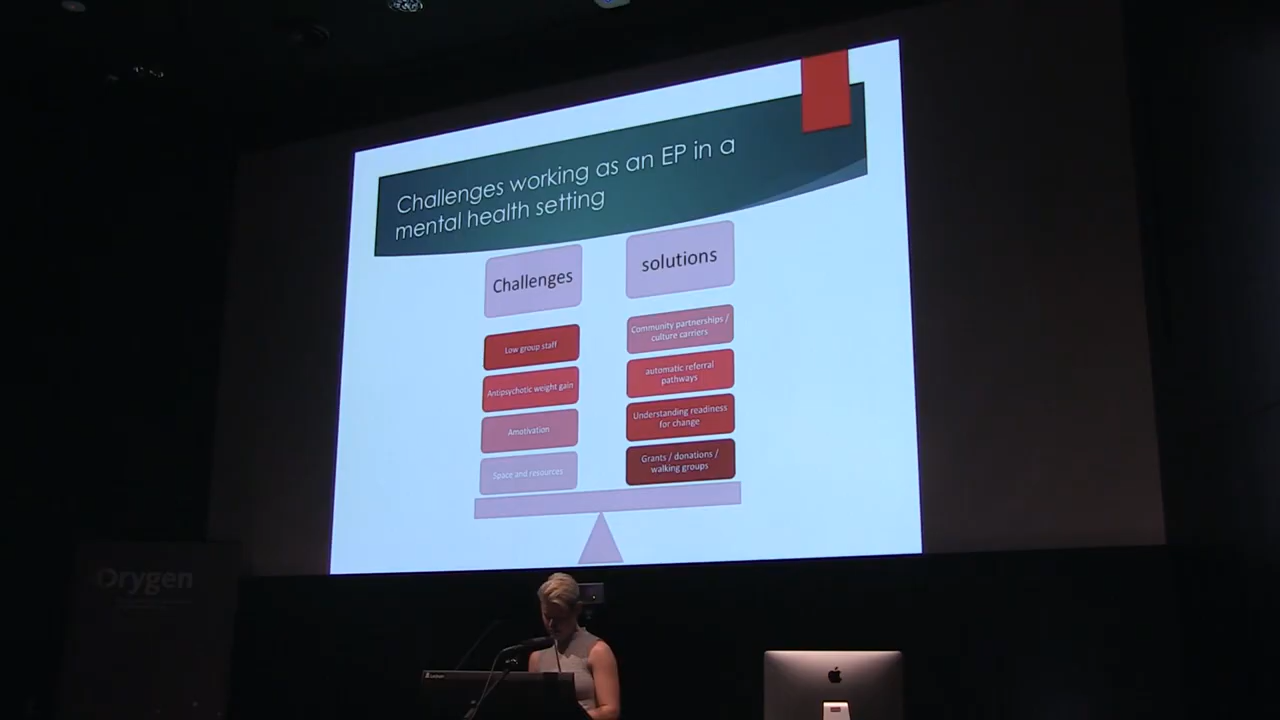 Challenges working as an EP in a
mental health setting
Challenges
solutions
Low group staff
Antipsychotic weight gain
Amotivation
Space and resources
Community partnerships /
culture carriers
automatic referral
pathways
Understanding readiness
for change
Grants / donations /
walking groups
Orygen